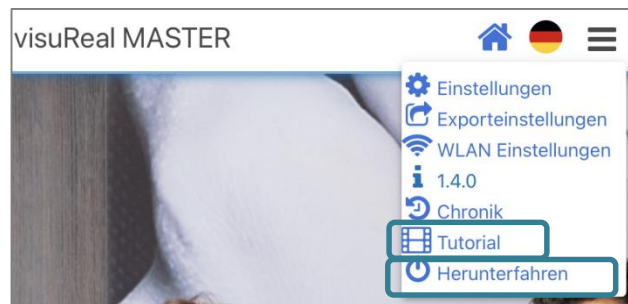 visuReal MASTER
Einstellungen
Exporteinstellungen
WLAN Einstellungen
1.4.0
Chronik
Tutorial
Herunterfahren